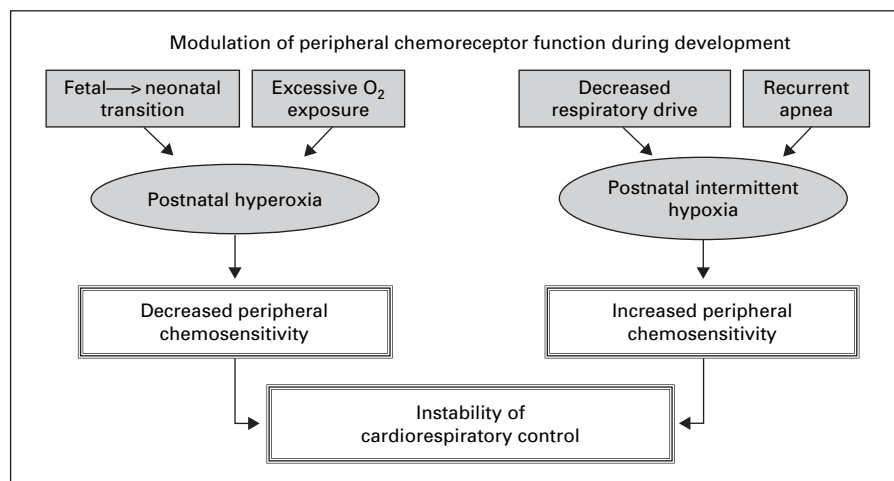 Modulation of peripheral chemoreceptor function during development
Fetal⟶neonatal
transition
Excessive O₂
exposure
Decreased
respiratory drive
Recurrent
apnea
Postnatal hyperoxia
Postnatal intermittent
hypoxia
Decreased peripheral
chemosensitivity
Increased peripheral
chemosensitivity
Instability of
cardiorespiratory control